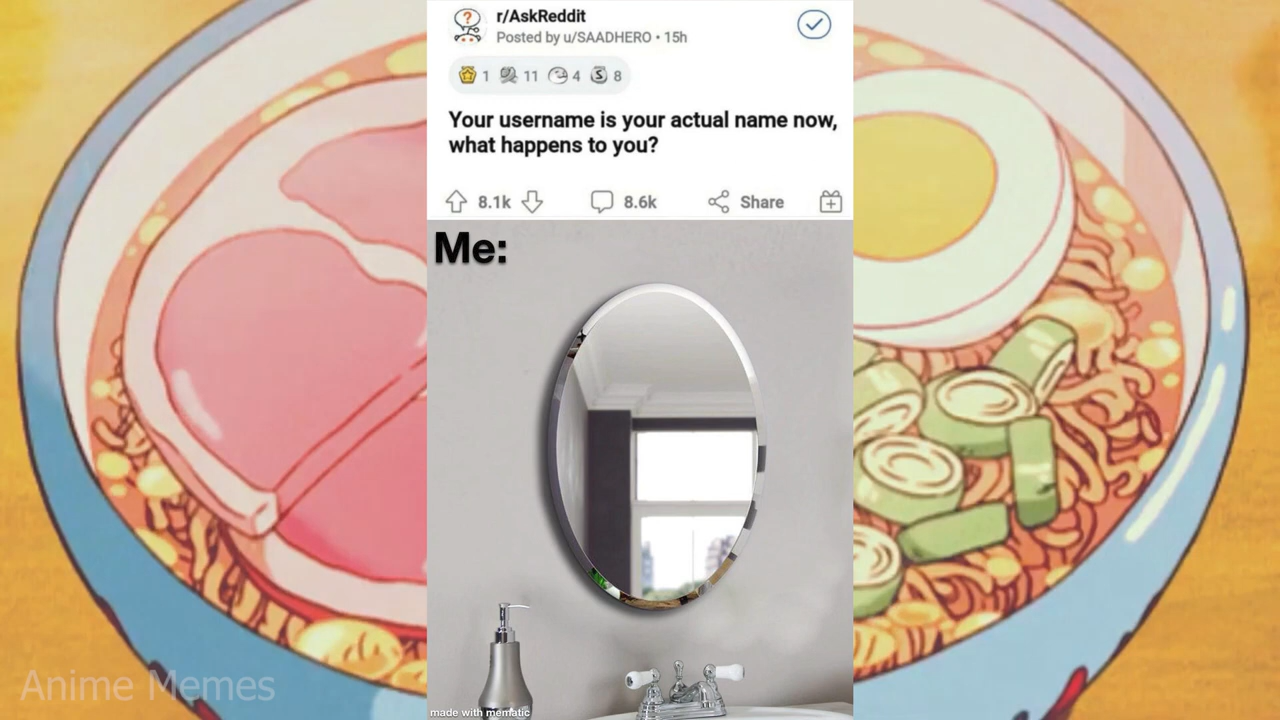 r/AskReddit
Posted by u/SAADHERO • 15h
1 11 4 S 8
Your username is your actual name now,
what happens to you?
8.1k 8.6k Share
Me:
made with mematic
Anime Memes